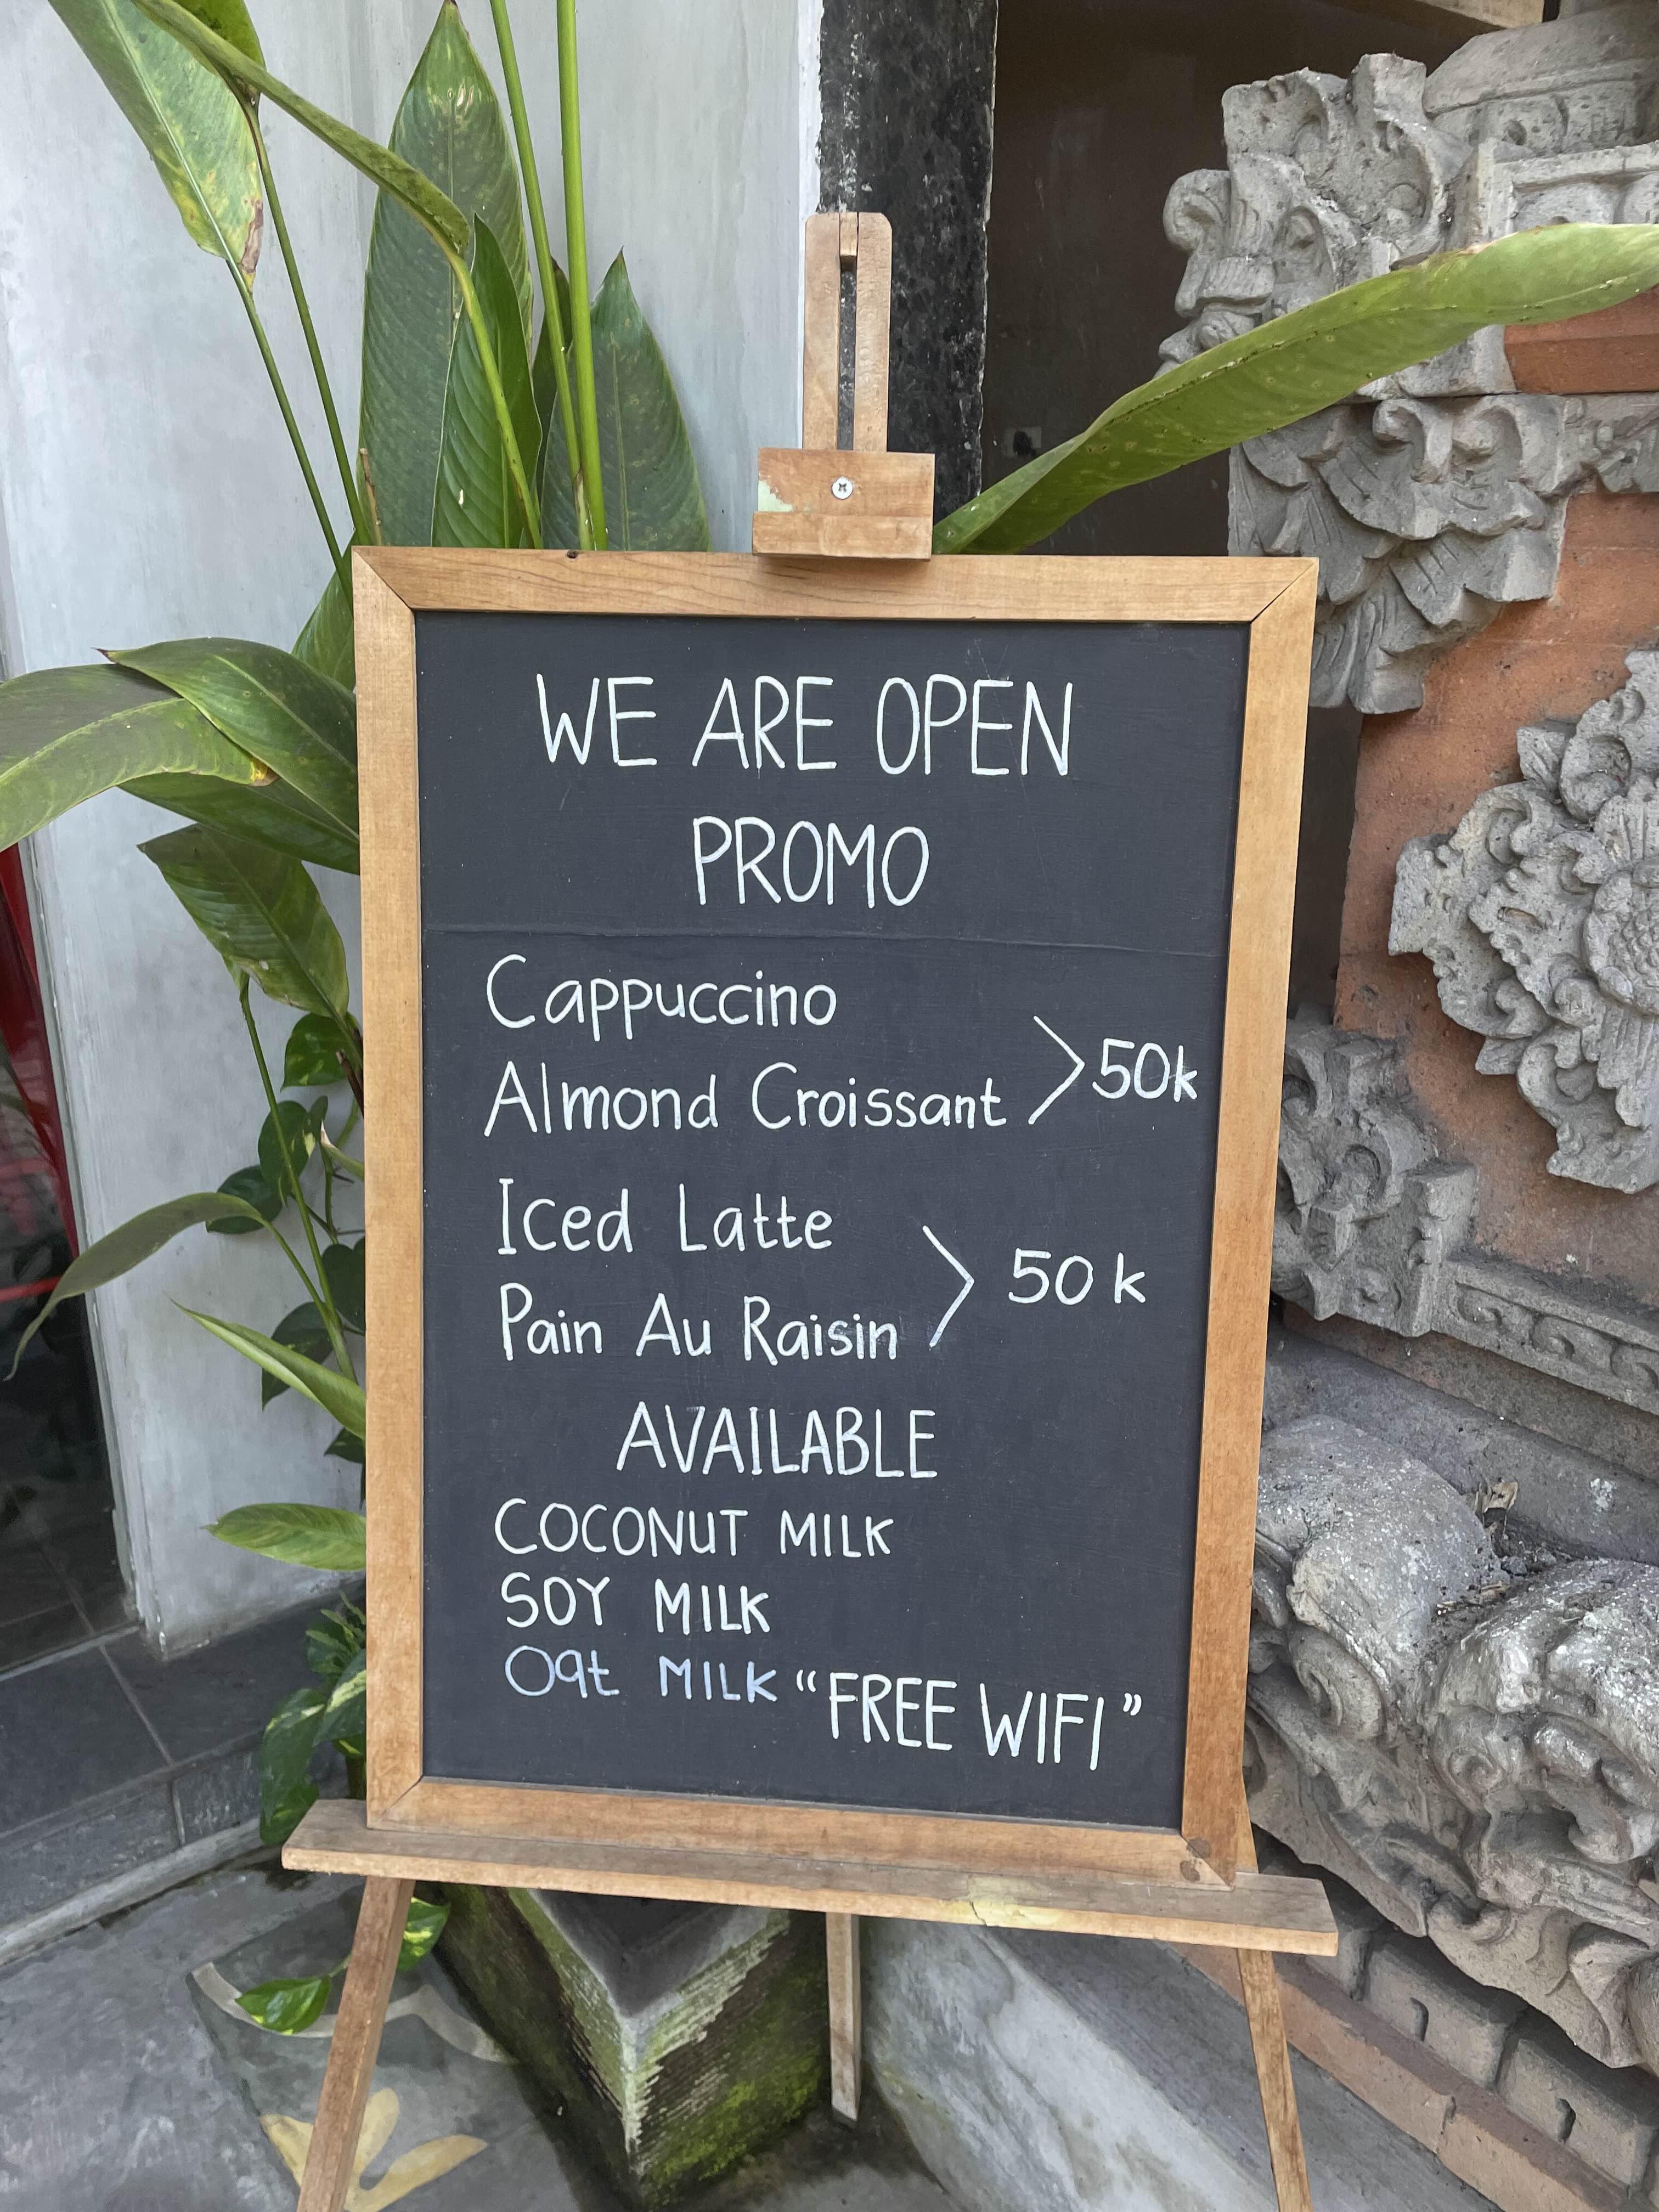 WE ARE OPEN
PROMO
Cappuccino
Almond Croissant > 50k
Iced Latte
Pain Au Raisin > 50 k
AVAILABLE
COCONUT MILK
SOY MILK
Oat MILK
“FREE WIFI”